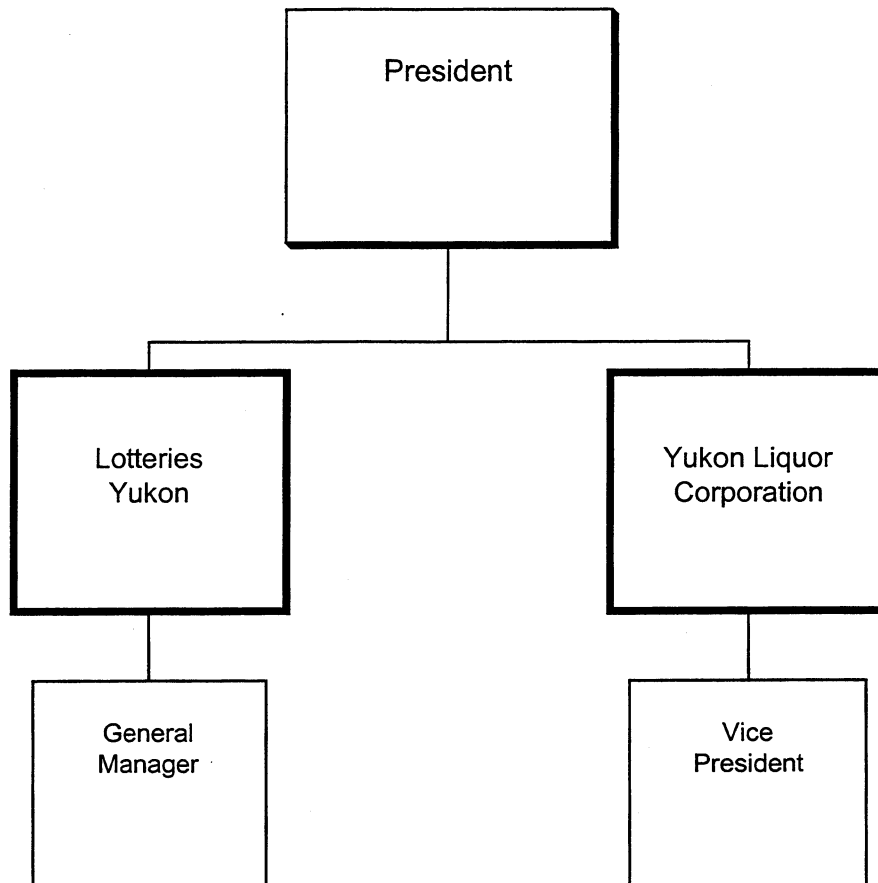 President
Lotteries
Yukon
Yukon Liquor
Corporation
General
Manager
Vice
President